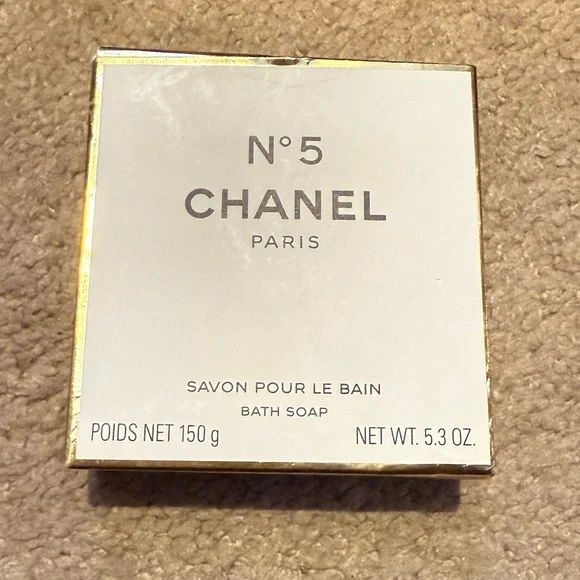 N°5
CHANEL
PARIS
SAVON POUR LE BAIN
BATH SOAP
POIDS NET 150 g NET WT. 5.3 OZ.